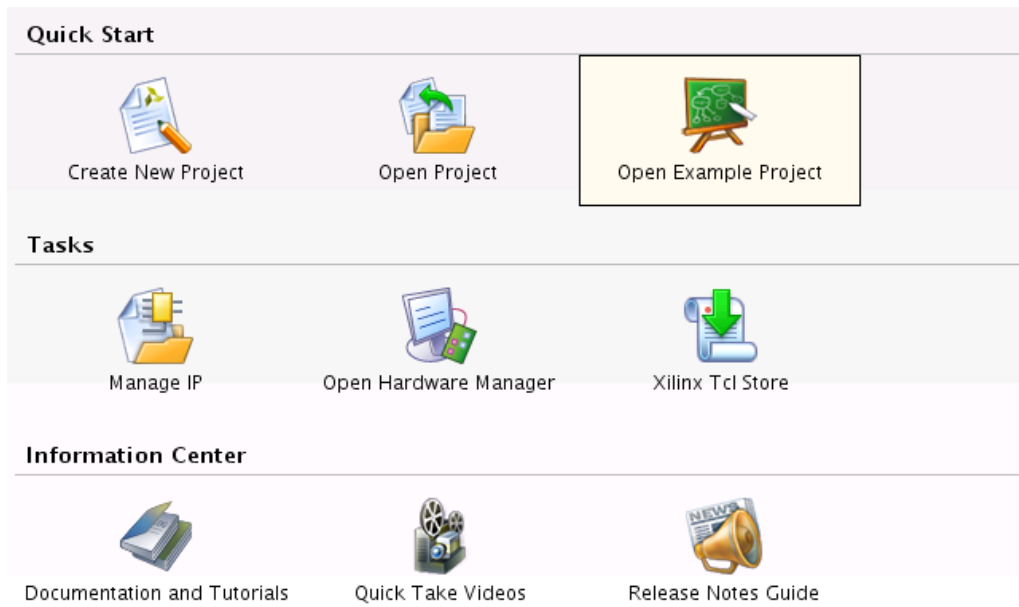 Quick Start
Create New Project
Open Project
Open Example Project
Tasks
Manage IP
Open Hardware Manager
Xilinx Tcl Store
Information Center
NEWS
Documentation and Tutorials
Quick Take Videos
Release Notes Guide